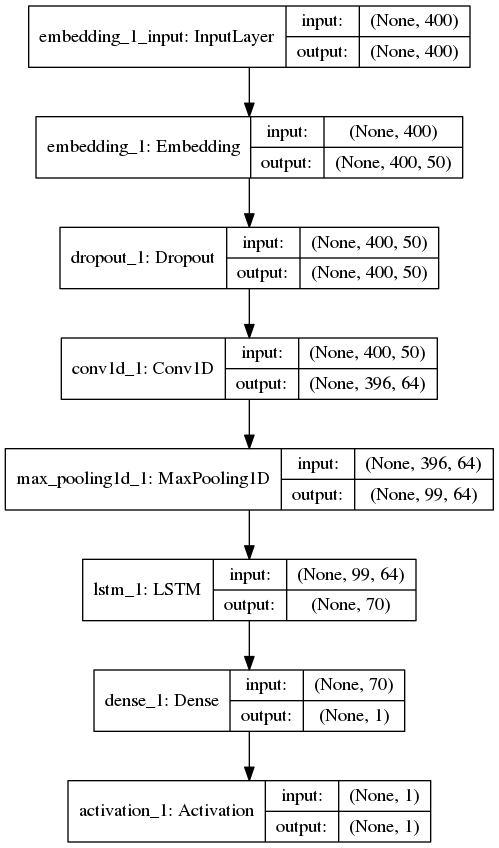 embedding_1_input: InputLayer
input: (None, 400)
output: (None, 400)
embedding_1: Embedding
input: (None, 400)
output: (None, 400, 50)
dropout_1: Dropout
input: (None, 400, 50)
output: (None, 400, 50)
conv1d_1: Conv1D
input: (None, 400, 50)
output: (None, 396, 64)
max_pooling1d_1: MaxPooling1D
input: (None, 396, 64)
output: (None, 99, 64)
lstm_1: LSTM
input: (None, 99, 64)
output: (None, 70)
dense_1: Dense
input: (None, 70)
output: (None, 1)
activation_1: Activation
input: (None, 1)
output: (None, 1)